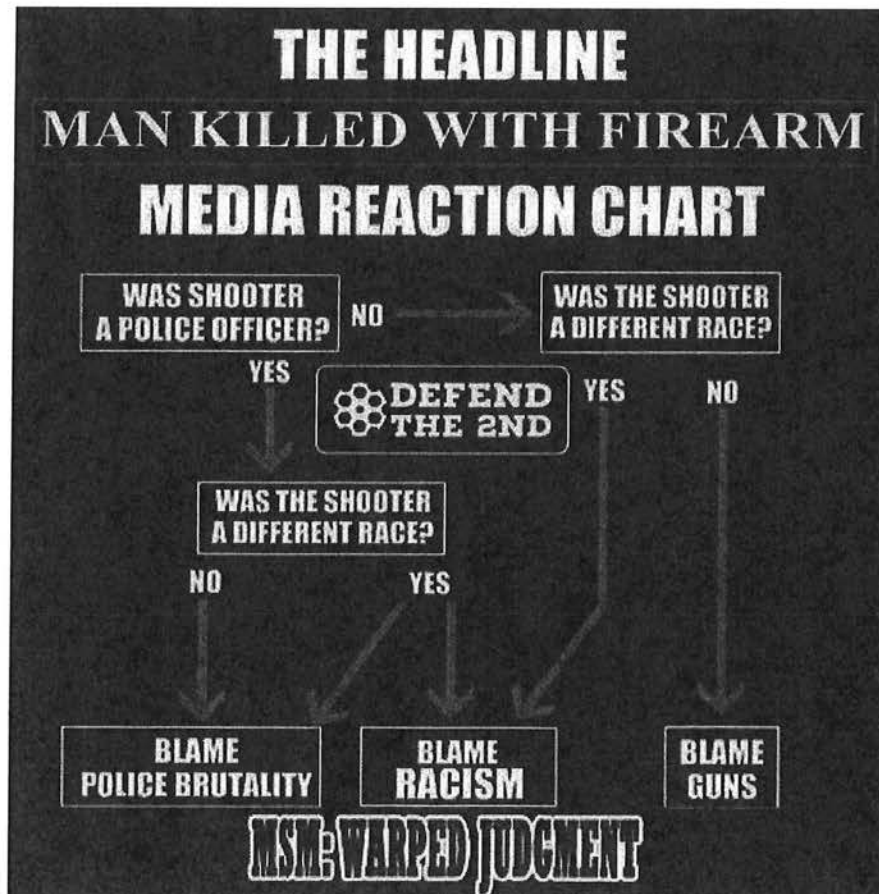 THE HEADLINE
MAN KILLED WITH FIREARM
MEDIA REACTION CHART
WAS SHOOTER
A POLICE OFFICER?
NO
WAS THE SHOOTER
A DIFFERENT RACE?
YES
DEFEND
THE 2ND
YES
NO
WAS THE SHOOTER
A DIFFERENT RACE?
NO
YES
BLAME
POLICE BRUTALITY
BLAME
RACISM
BLAME
GUNS
MSM: WARPED JUDGMENT